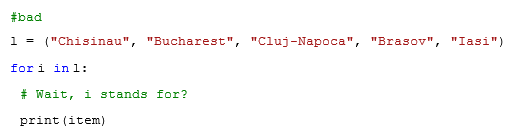 #bad
l = ("Chisinau", "Bucharest", "Cluj-Napoca", "Brasov", "Iasi")
for i in l:
# Wait, i stands for?
print(item)